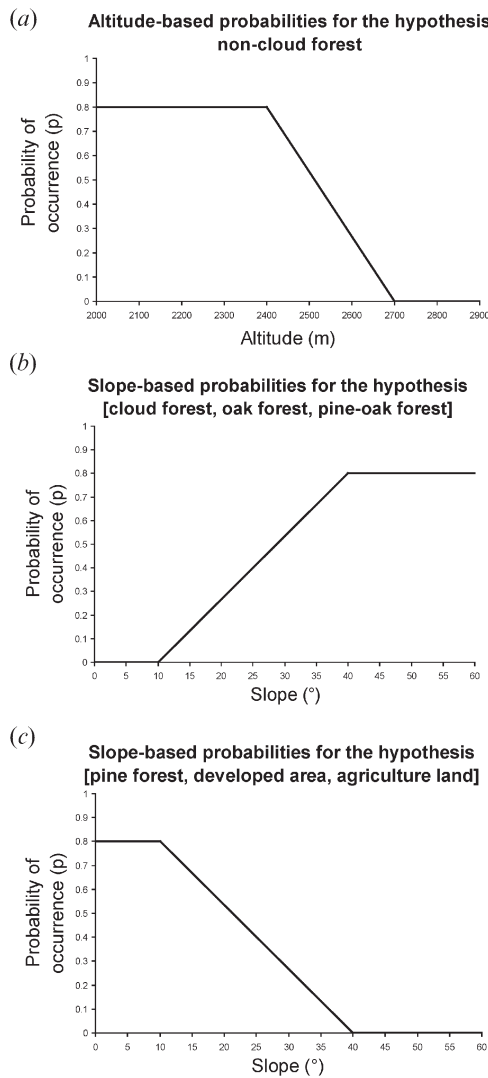 (a)
Altitude-based probabilities for the hypothesis
non-cloud forest
1
0.9
0.8
0.7
0.6
0.5
0.4
0.3
0.2
0.1
0
Probability of
occurrence (p)
2000 2100 2200 2300 2400 2500 2600 2700 2800 2900
Altitude (m)
(b)
Slope-based probabilities for the hypothesis
[cloud forest, oak forest, pine-oak forest]
1
0.9
0.8
0.7
0.6
0.5
0.4
0.3
0.2
0.1
0
Probability of
occurrence (p)
0 5 10 15 20 25 30 35 40 45 50 55 60
Slope (°)
(c)
Slope-based probabilities for the hypothesis
[pine forest, developed area, agriculture land]
1
0.9
0.8
0.7
0.6
0.5
0.4
0.3
0.2
0.1
0
Probability of
occurrence (p)
0 5 10 15 20 25 30 35 40 45 50 55 60
Slope (°)